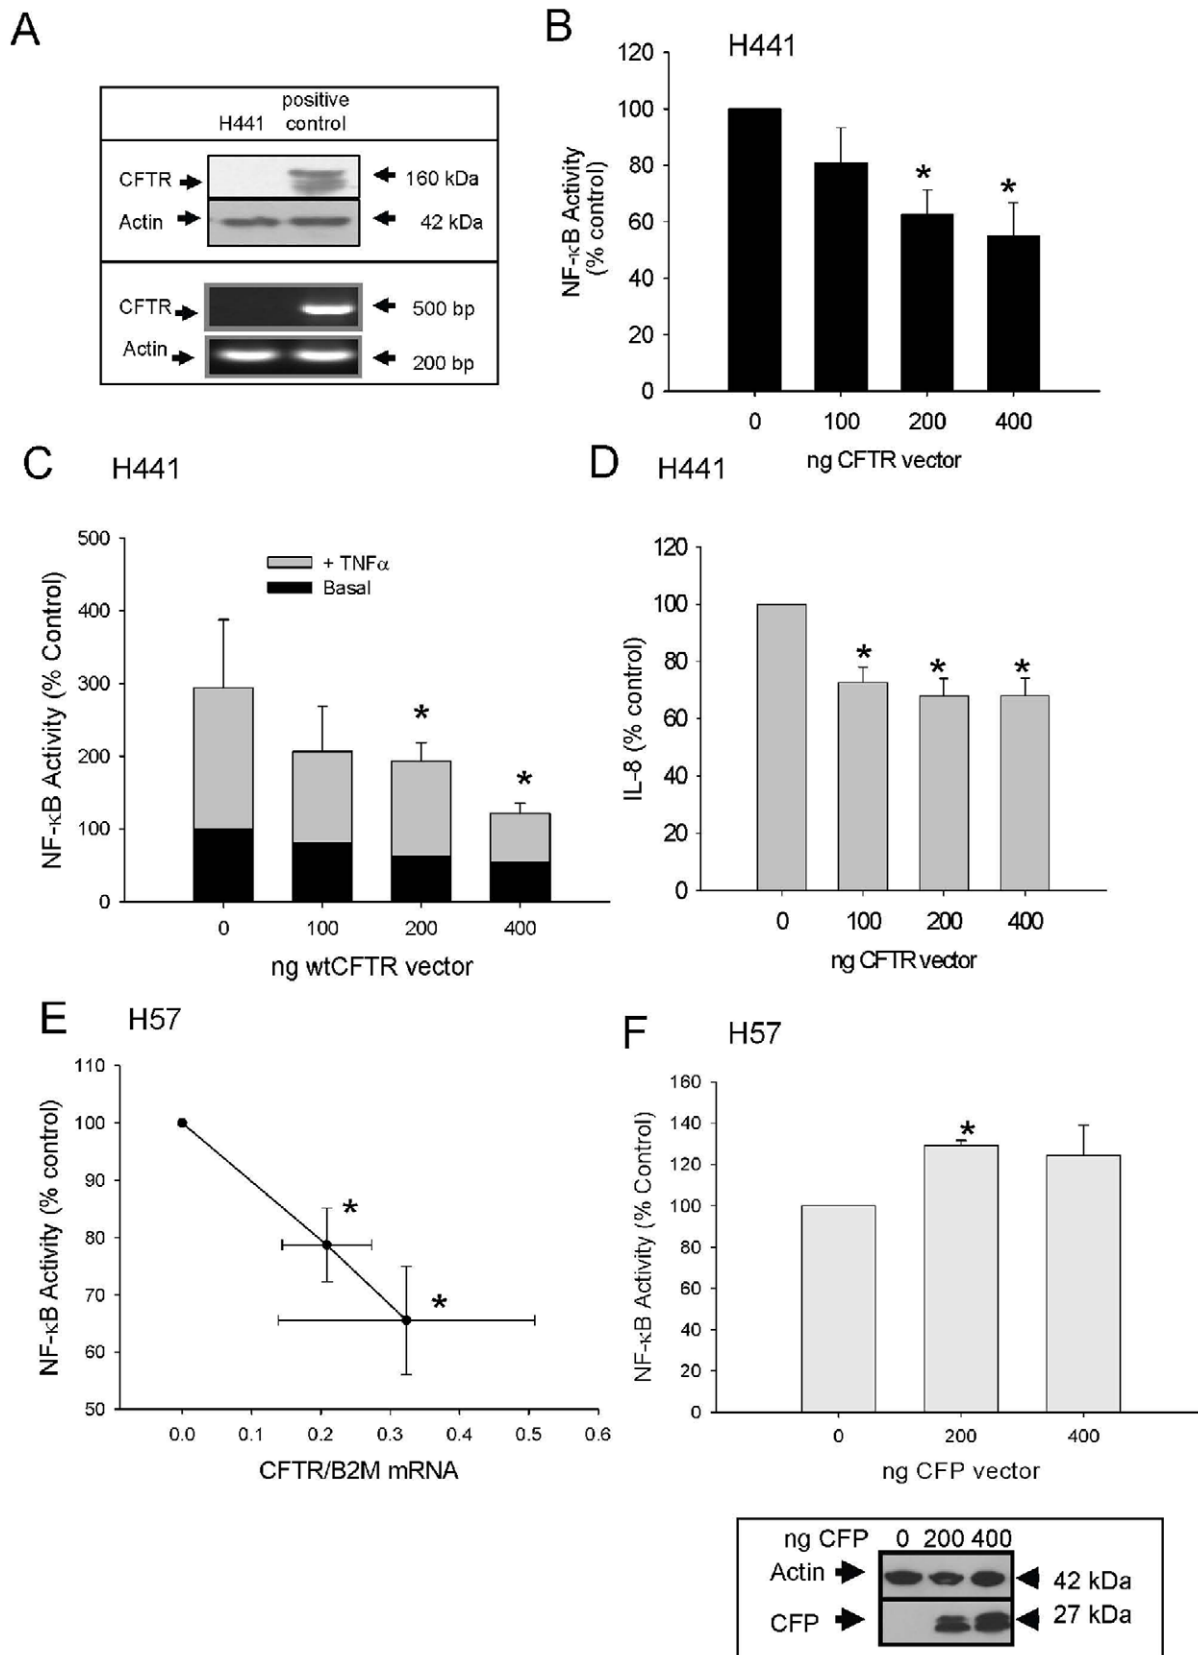 A
H441
positive
control
CFTR
160 kDa
Actin
42 kDa
CFTR
500 bp
Actin
200 bp
B
H441
NF-κB Activity
(% control)
120
100
80
60
40
20
0
*
*
0 100 200 400
ng CFTR vector
C
H441
NF-κB Activity (% Control)
500
400
300
200
100
0
+ TNFα
Basal
*
*
0 100 200 400
ng wtCFTR vector
D
H441
IL-8 (% control)
120
100
80
60
40
20
0
*
*
*
0 100 200 400
ng CFTR vector
E
H57
NF-κB Activity (% control)
110
100
90
80
70
60
50
*
*
0.0 0.1 0.2 0.3 0.4 0.5 0.6
CFTR/B2M mRNA
F
H57
NF-κB Activity (% Control)
160
140
120
100
80
60
40
20
0
*
0 200 400
ng CFP vector
ng CFP 0 200 400
Actin
42 kDa
CFP
27 kDa